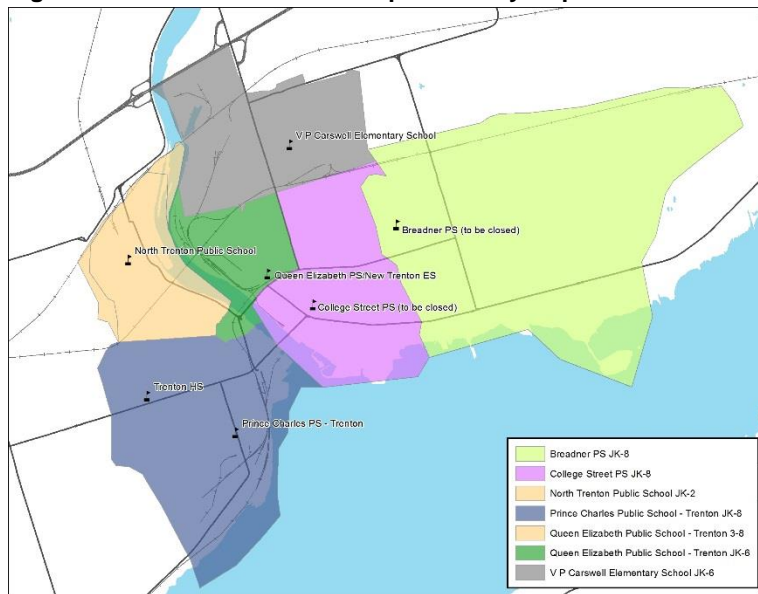 V P Carswell Elementary School
Breadner PS (to be closed)
North Trenton Public School
Queen Elizabeth PS/New Trenton ES
College Street PS (to be closed)
Trenton HS
Prince Charles PS - Trenton
Breadner PS JK-8
College Street PS JK-8
North Trenton Public School JK-2
Prince Charles Public School - Trenton JK-8
Queen Elizabeth Public School - Trenton 3-8
Queen Elizabeth Public School - Trenton JK-6
V P Carswell Elementary School JK-6